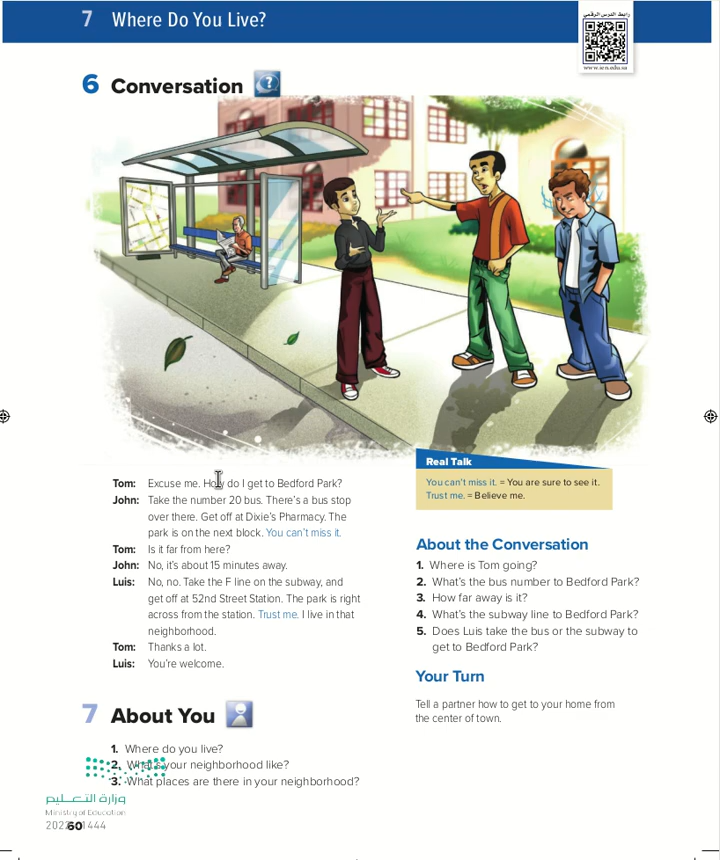 7 Where Do You Live?
رابط الدرس الرقمي
www.ien.edu.sa
6 Conversation
Tom: Excuse me. How do I get to Bedford Park?
John: Take the number 20 bus. There's a bus stop
over there. Get off at Dixie's Pharmacy. The
park is on the next block. You can't miss it.
Tom: Is it far from here?
John: No, it's about 15 minutes away.
Luis: No, no. Take the F line on the subway, and
get off at 52nd Street Station. The park is right
across from the station. Trust me. I live in that
neighborhood.
Tom: Thanks a lot.
Luis: You're welcome.
Real Talk
You can't miss it. = You are sure to see it.
Trust me. = Believe me.
About the Conversation
1. Where is Tom going?
2. What's the bus number to Bedford Park?
3. How far away is it?
4. What's the subway line to Bedford Park?
5. Does Luis take the bus or the subway to
get to Bedford Park?
Your Turn
Tell a partner how to get to your home from
the center of town.
7 About You
1. Where do you live?
2. What's your neighborhood like?
3. What places are there in your neighborhood?
وزارة التعليم
Ministry of Education
60
1444